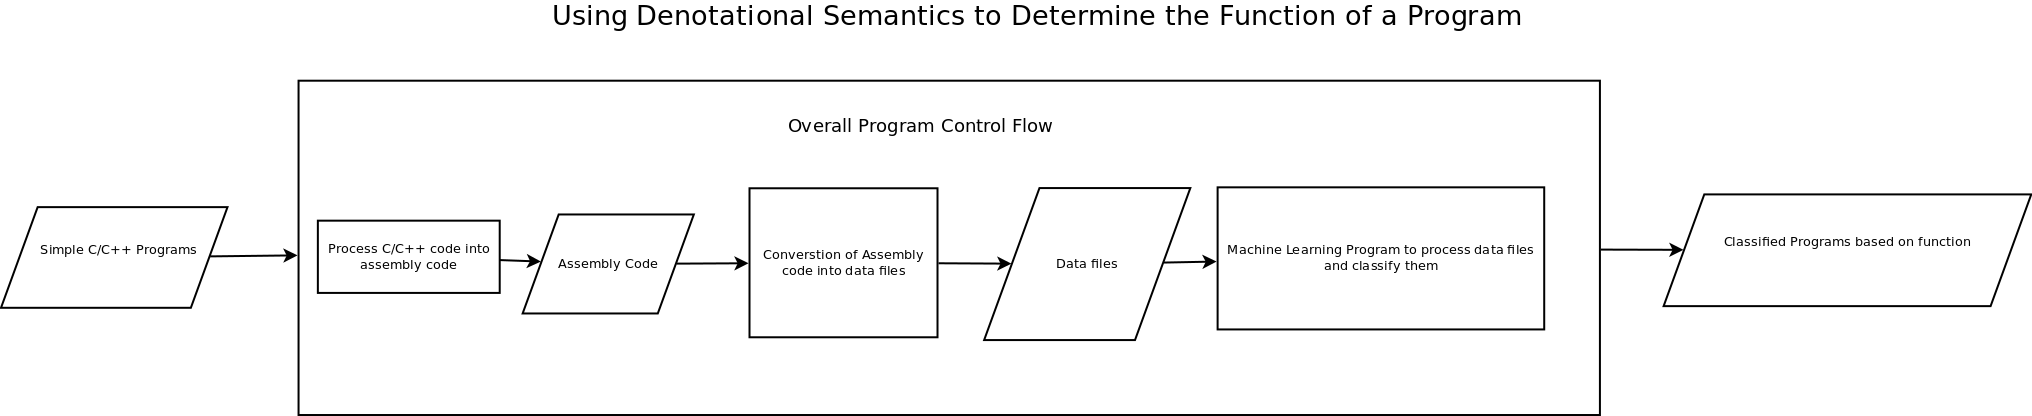 Using Denotational Semantics to Determine the Function of a Program
Overall Program Control Flow
Simple C/C++ Programs
Process C/C++ code into
assembly code
Assembly Code
Converstion of Assembly
code into data files
Data files
Machine Learning Program to process data files
and classify them
Classified Programs based on function